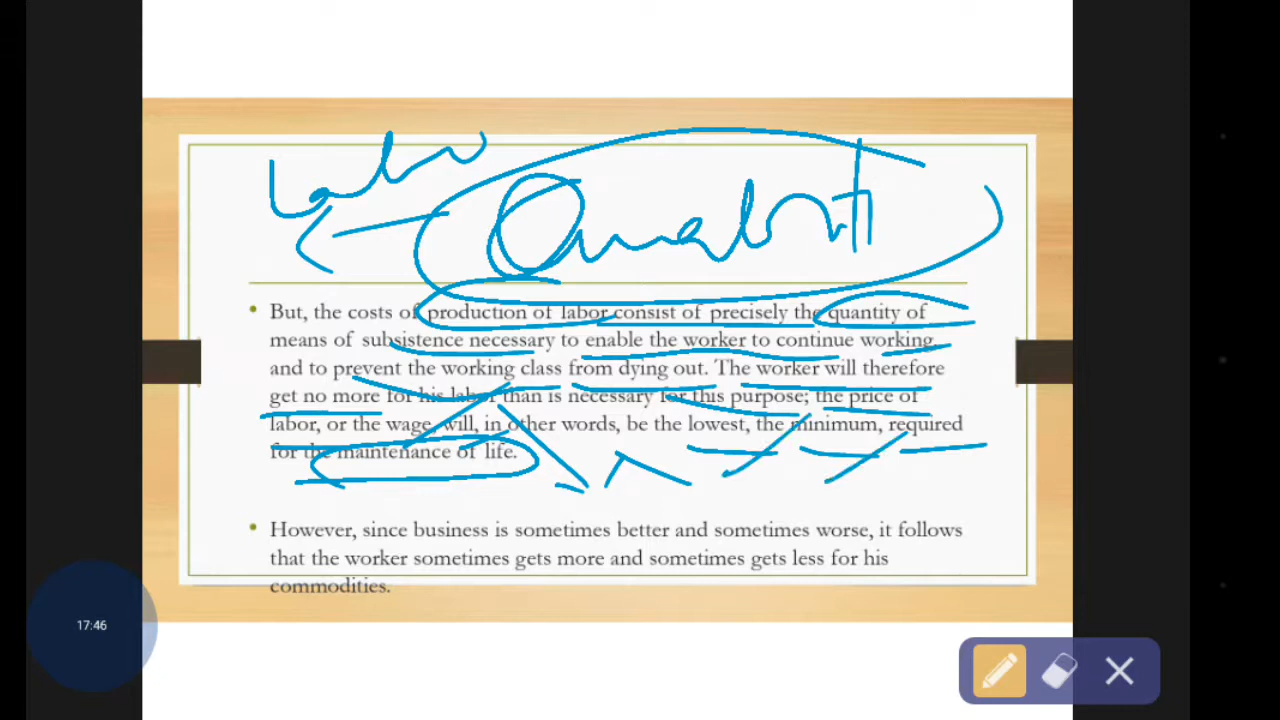 But, the costs of production of labor consist of precisely the quantity of
means of subsistence necessary to enable the worker to continue working,
and to prevent the working class from dying out. The worker will therefore
get no more for his labor than is necessary for this purpose; the price of
labor, or the wage, will, in other words, be the lowest, the minimum, required
for the maintenance of life.
However, since business is sometimes better and sometimes worse, it follows
that the worker sometimes gets more and sometimes gets less for his
commodities.
17:46